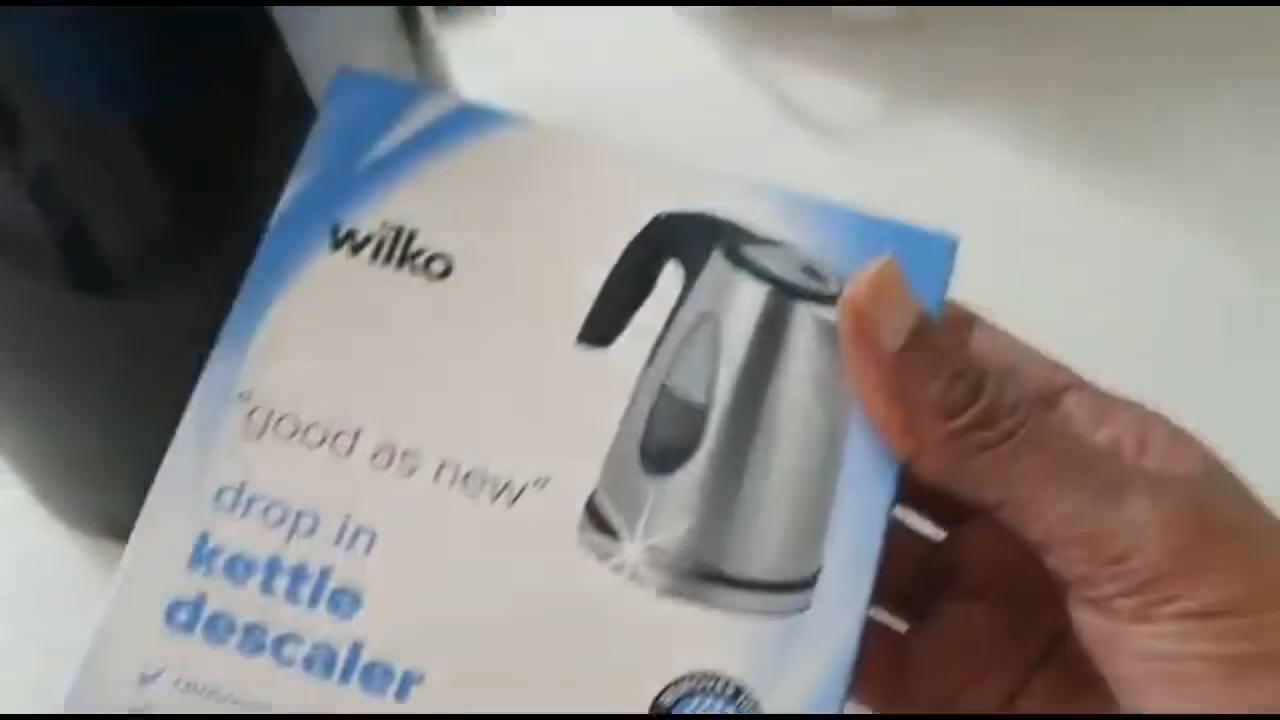 wilko
“good as new”
drop in
kettle
descaler